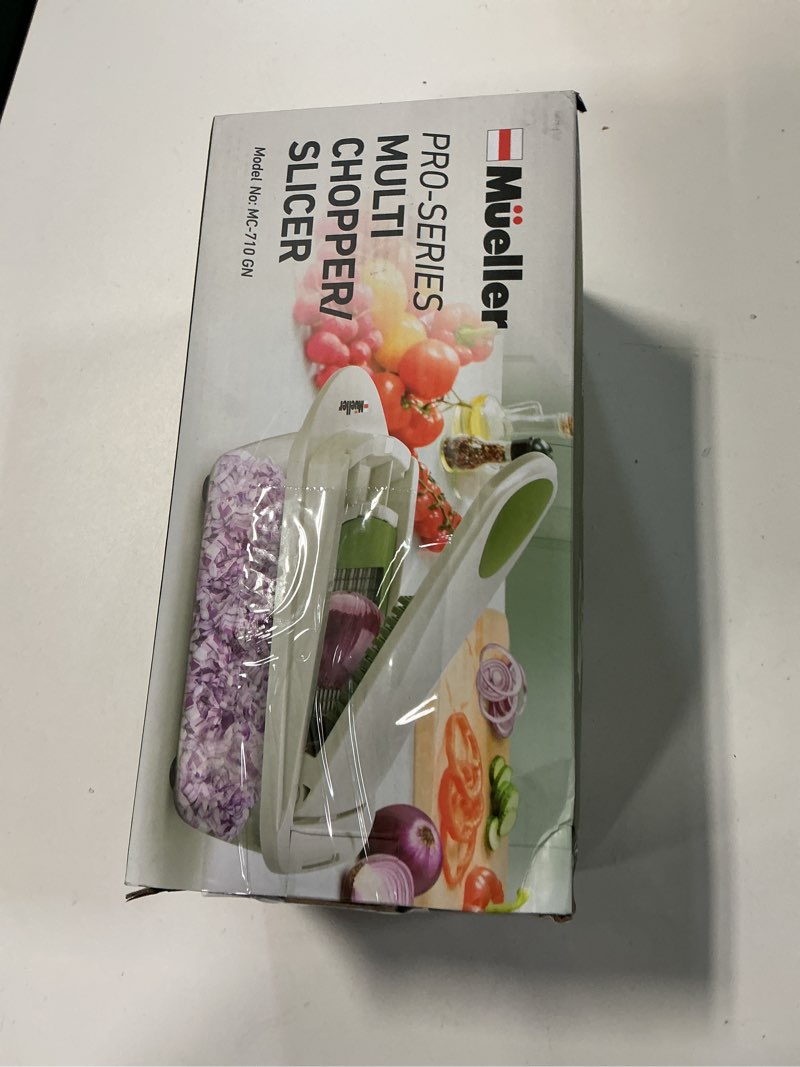 Müeller
PRO-SERIES
MULTI
CHOPPER/
SLICER
Model No: MC-710 GN
Müeller